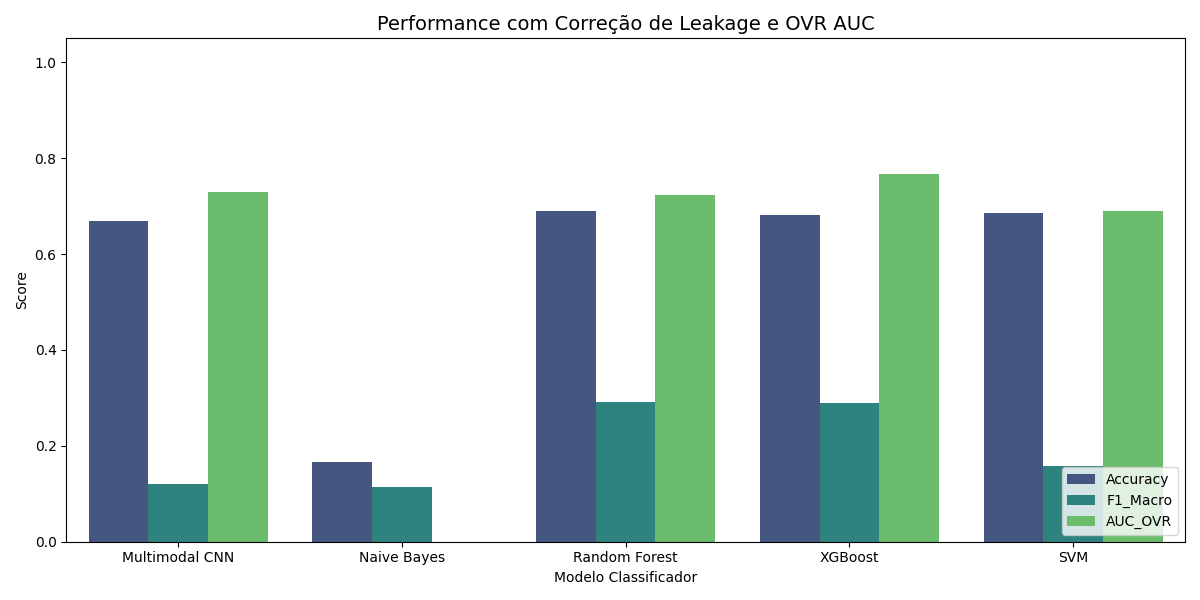 Performance com Correção de Leakage e OVR AUC
1.0
0.8
0.6
0.4
0.2
0.0
Score
Multimodal CNN
Naive Bayes
Random Forest
XGBoost
SVM
Modelo Classificador
Accuracy
F1_Macro
AUC_OVR